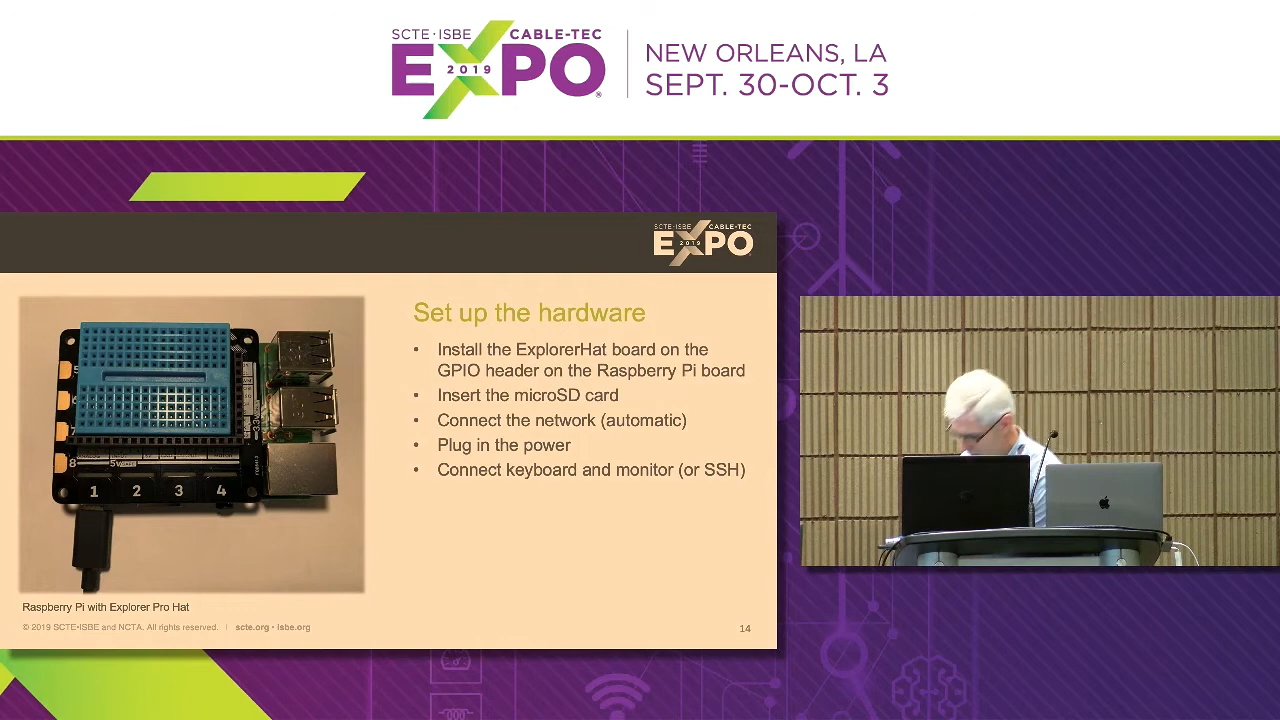 SCTE·ISBE CABLE-TEC
EXPO
2019
NEW ORLEANS, LA
SEPT. 30-OCT. 3
SCTE·ISBE CABLE-TEC
EXPO
2019
Set up the hardware
• Install the ExplorerHat board on the
GPIO header on the Raspberry Pi board
• Insert the microSD card
• Connect the network (automatic)
• Plug in the power
• Connect keyboard and monitor (or SSH)
8
5V
1 2 3 4
Raspberry Pi with Explorer Pro Hat
© 2019 SCTE•ISBE and NCTA. All rights reserved. | scte.org • isbe.org
14